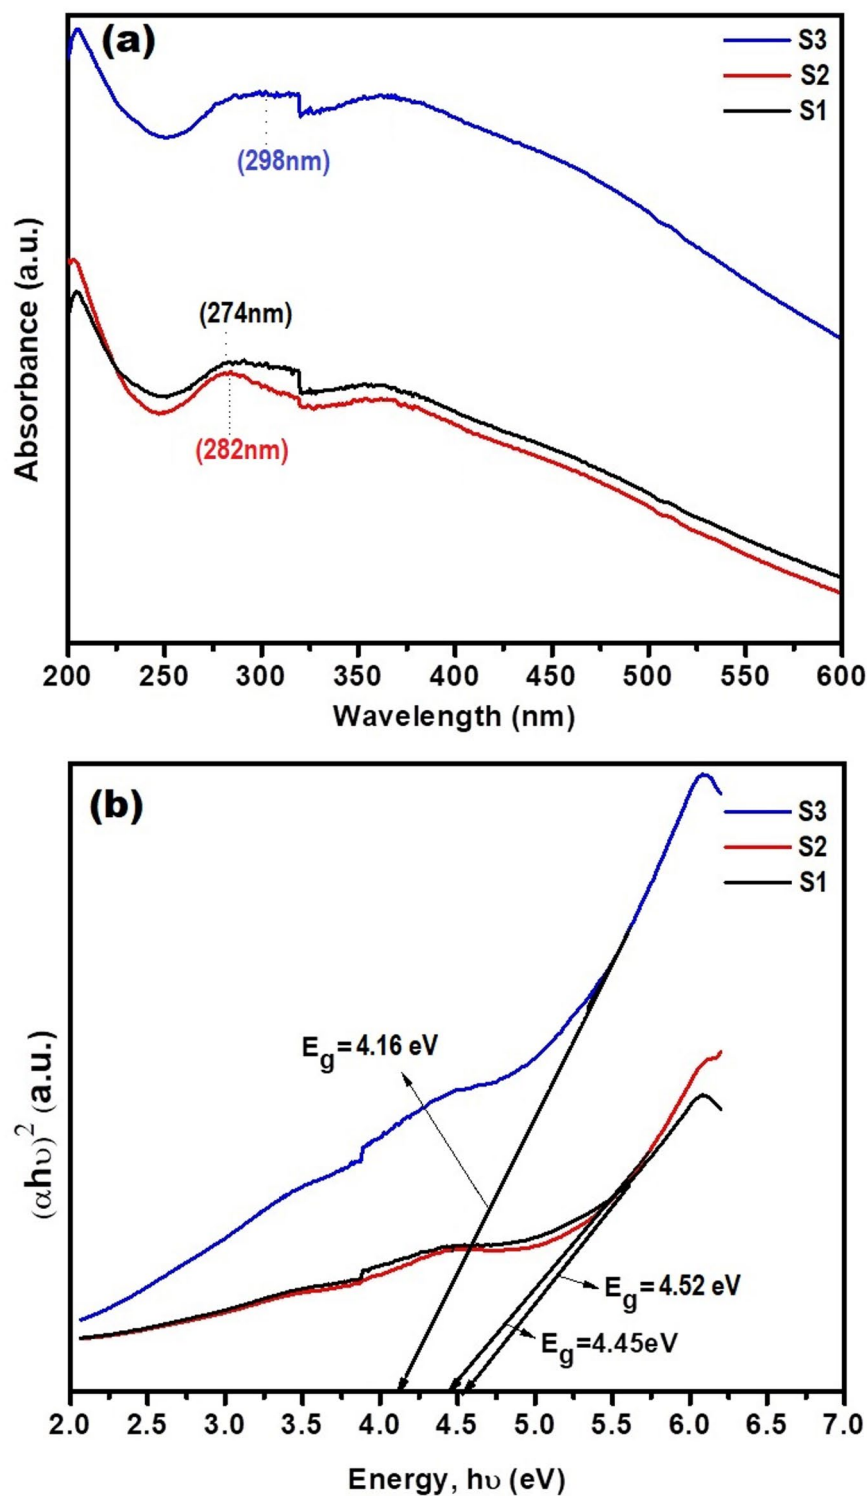 (a)
S3
S2
S1
(298nm)
(274nm)
(282nm)
Absorbance (a.u.)
200 250 300 350 400 450 500 550 600
Wavelength (nm)
(b)
S3
S2
S1
Eg=4.16 eV
Eg=4.52 eV
Eg=4.45eV
(αhυ)² (a.u.)
2.0 2.5 3.0 3.5 4.0 4.5 5.0 5.5 6.0 6.5 7.0
Energy, hυ (eV)